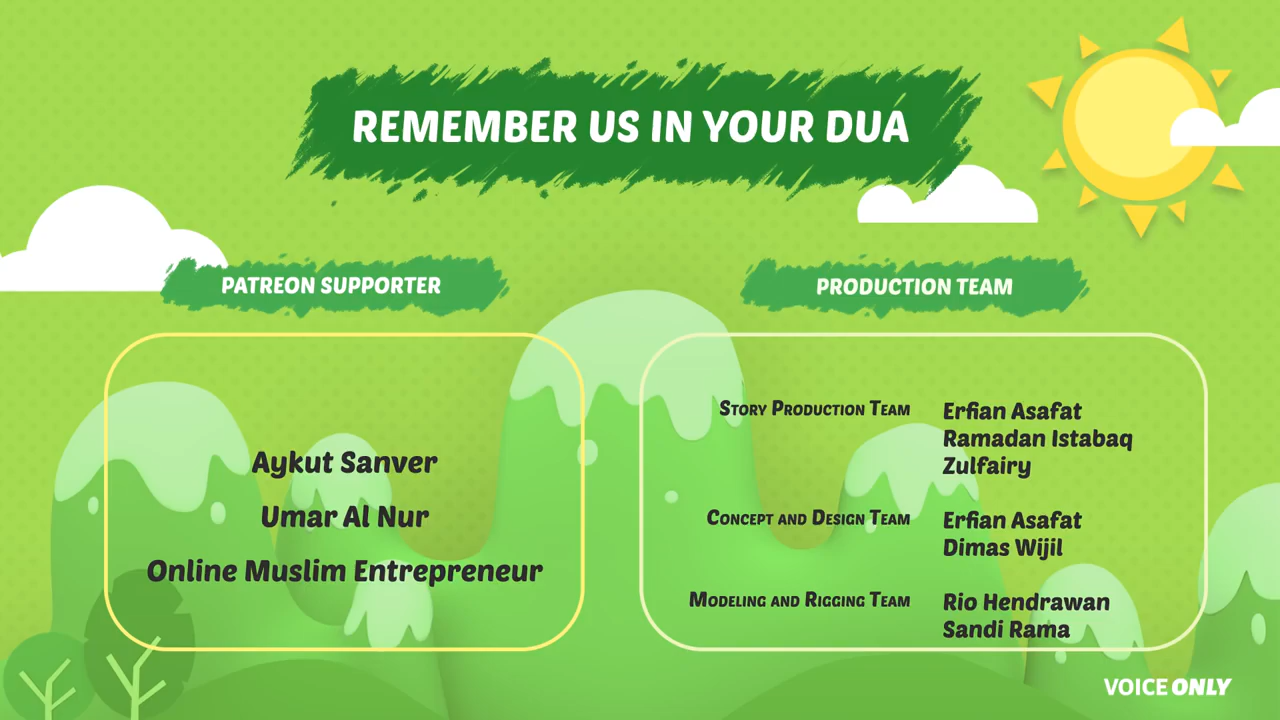 REMEMBER US IN YOUR DUA
PATREON SUPPORTER
Aykut Sanver
Umar Al Nur
Online Muslim Entrepreneur
PRODUCTION TEAM
Story Production Team
Erfian Asafat
Ramadan Istabaq
Zulfairy
Concept and Design Team
Erfian Asafat
Dimas Wijil
Modeling and Rigging Team
Rio Hendrawan
Sandi Rama
VOICE ONLY